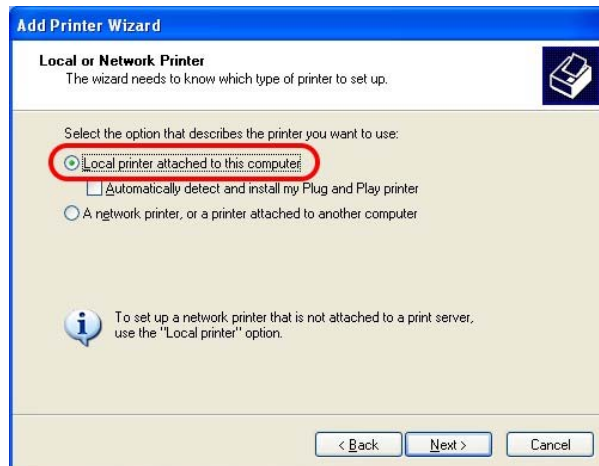 Add Printer Wizard
Local or Network Printer
The wizard needs to know which type of printer to set up.
Select the option that describes the printer you want to use:
Local printer attached to this computer
Automatically detect and install my Plug and Play printer
A network printer, or a printer attached to another computer
To set up a network printer that is not attached to a print server,
use the "Local printer" option.
< Back Next > Cancel